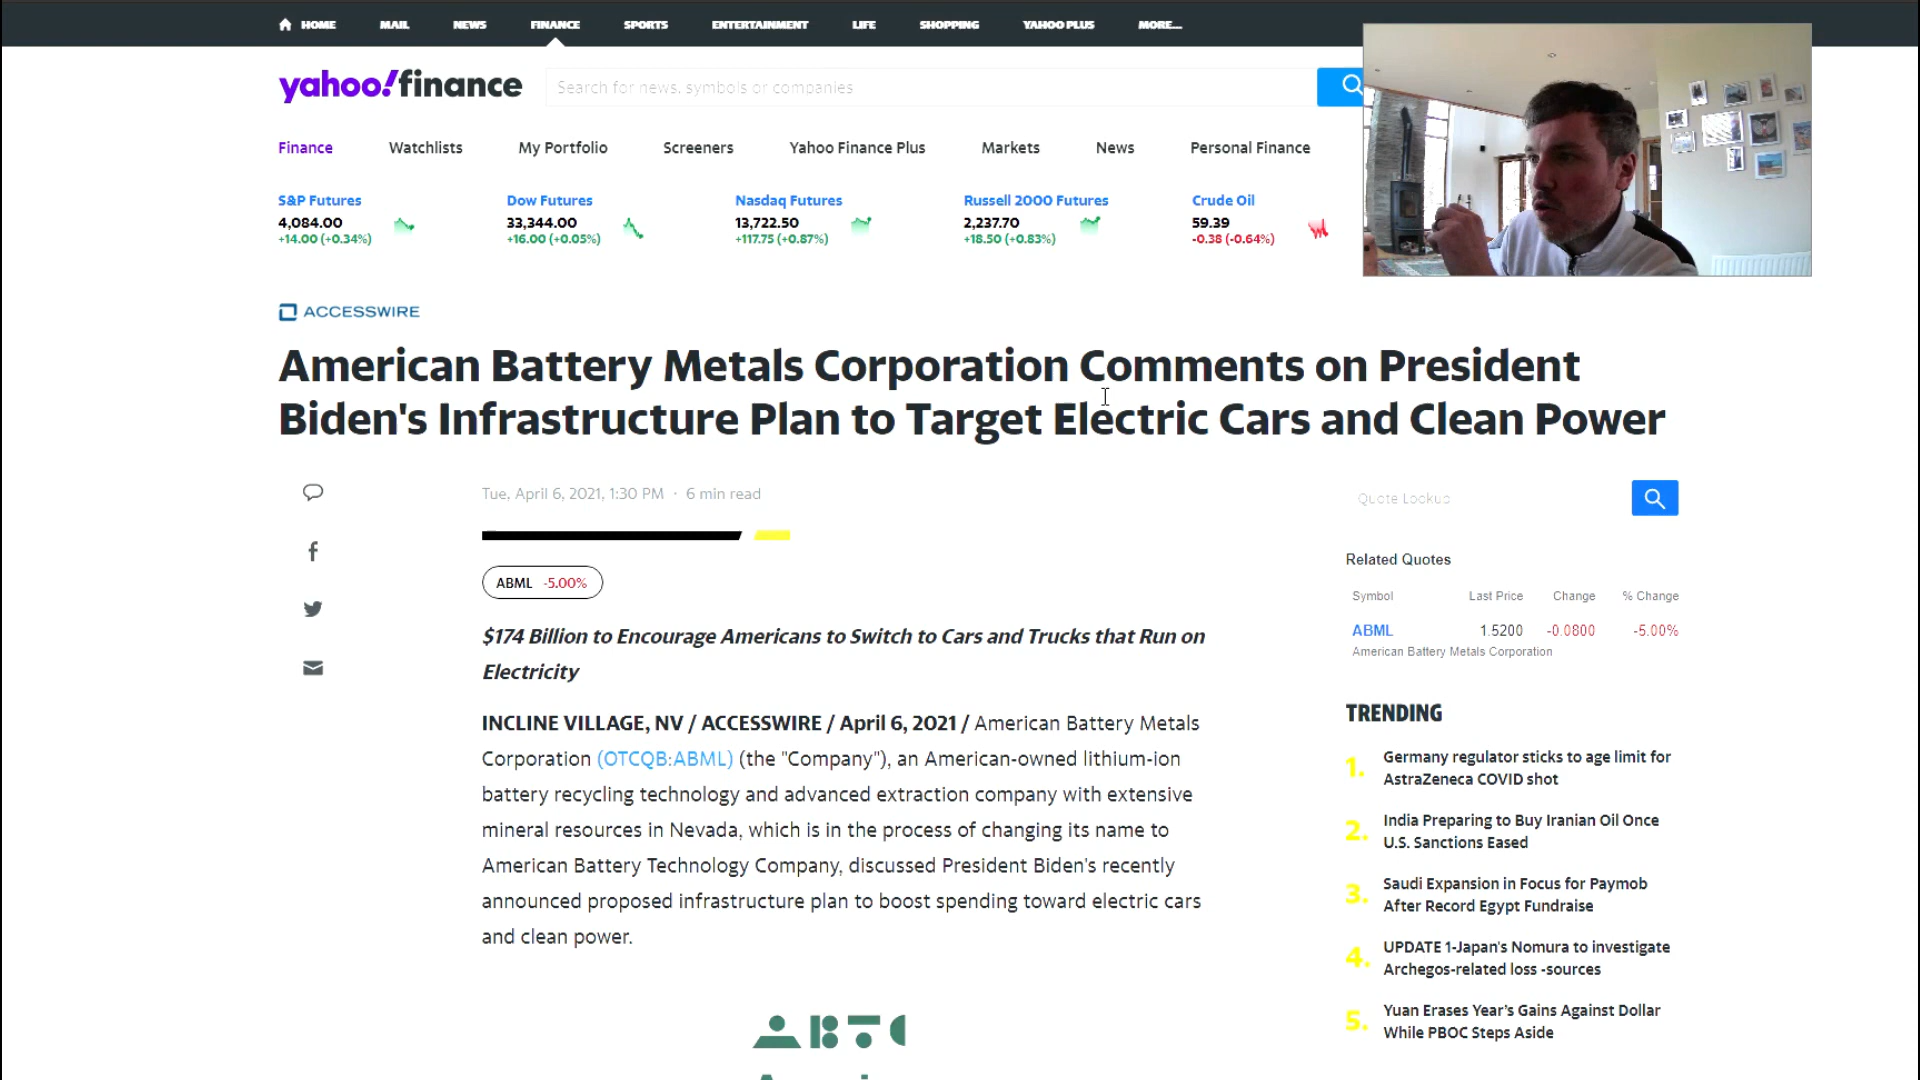 HOME MAIL NEWS FINANCE SPORTS ENTERTAINMENT LIFE SHOPPING YAHOO PLUS MORE...
yahoo!finance
Search for news, symbols or companies
Finance Watchlists My Portfolio Screeners Yahoo Finance Plus Markets News Personal Finance
S&P Futures
4,084.00
+14.00 (+0.34%)
Dow Futures
33,344.00
+16.00 (+0.05%)
Nasdaq Futures
13,722.50
+117.75 (+0.87%)
Russell 2000 Futures
2,237.70
+18.50 (+0.83%)
Crude Oil
59.39
-0.38 (-0.64%)
ACCESSWIRE
American Battery Metals Corporation Comments on President
Biden's Infrastructure Plan to Target Electric Cars and Clean Power
Tue, April 6, 2021, 1:30 PM · 6 min read
ABML -5.00%
$174 Billion to Encourage Americans to Switch to Cars and Trucks that Run on
Electricity
INCLINE VILLAGE, NV / ACCESSWIRE / April 6, 2021 / American Battery Metals
Corporation (OTCQB:ABML) (the "Company"), an American-owned lithium-ion
battery recycling technology and advanced extraction company with extensive
mineral resources in Nevada, which is in the process of changing its name to
American Battery Technology Company, discussed President Biden's recently
announced proposed infrastructure plan to boost spending toward electric cars
and clean power.
ABTC
Quote Lookup
Related Quotes
Symbol Last Price Change % Change
ABML 1.5200 -0.0800 -5.00%
American Battery Metals Corporation
TRENDING
1. Germany regulator sticks to age limit for
AstraZeneca COVID shot
2. India Preparing to Buy Iranian Oil Once
U.S. Sanctions Eased
3. Saudi Expansion in Focus for Paymob
After Record Egypt Fundraise
4. UPDATE 1-Japan's Nomura to investigate
Archegos-related loss -sources
5. Yuan Erases Year's Gains Against Dollar
While PBOC Steps Aside